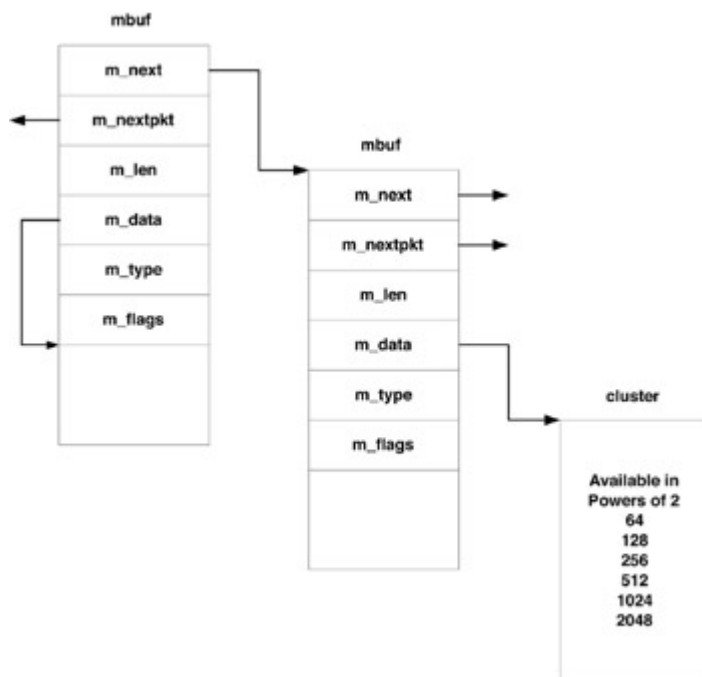 mbuf
m_next
m_nextpkt
m_len
m_data
m_type
m_flags
mbuf
m_next
m_nextpkt
m_len
m_data
m_type
m_flags
cluster
Available in
Powers of 2
64
128
256
512
1024
2048